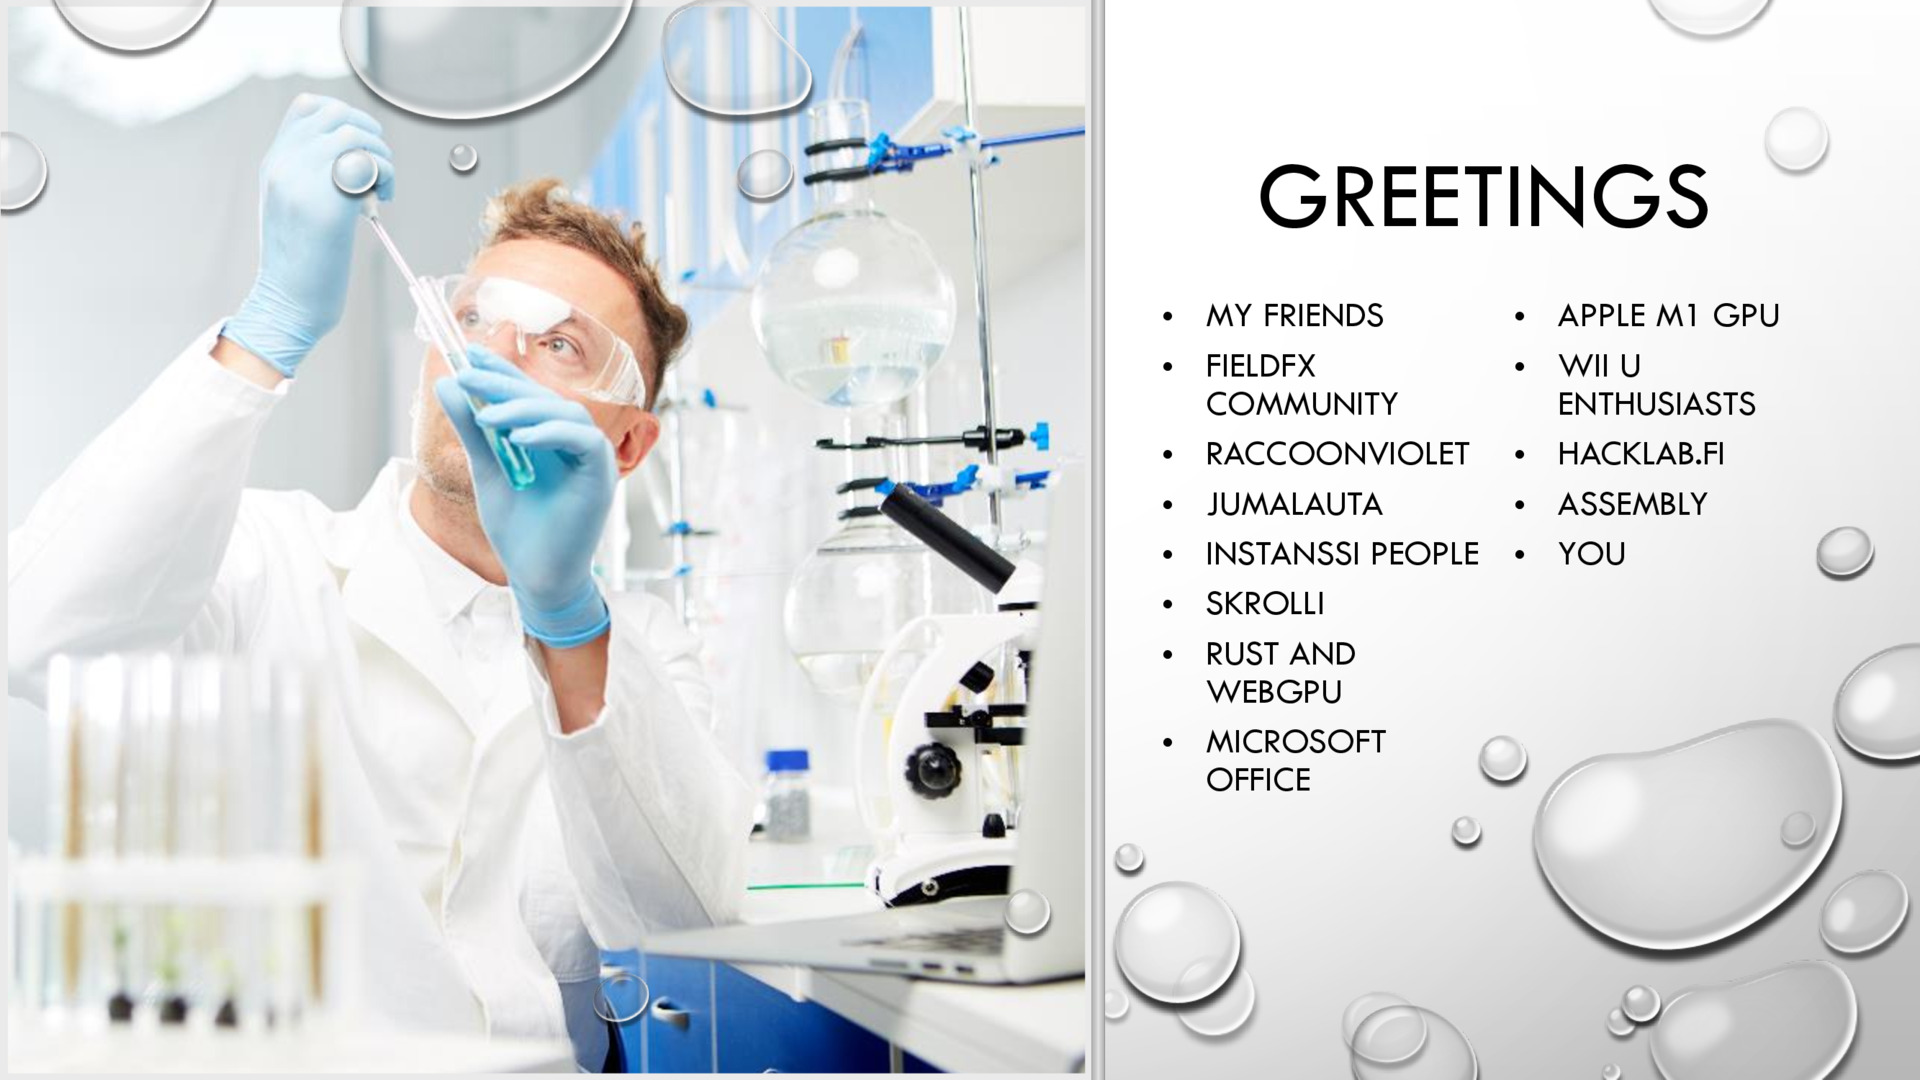 GREETINGS
• MY FRIENDS
• FIELDFX
COMMUNITY
• RACCOONVIOLET
• JUMALAUTA
• INSTANSSI PEOPLE
• SKROLLI
• RUST AND
WEBGPU
• MICROSOFT
OFFICE
• APPLE M1 GPU
• WII U
ENTHUSIASTS
• HACKLAB.FI
• ASSEMBLY
• YOU